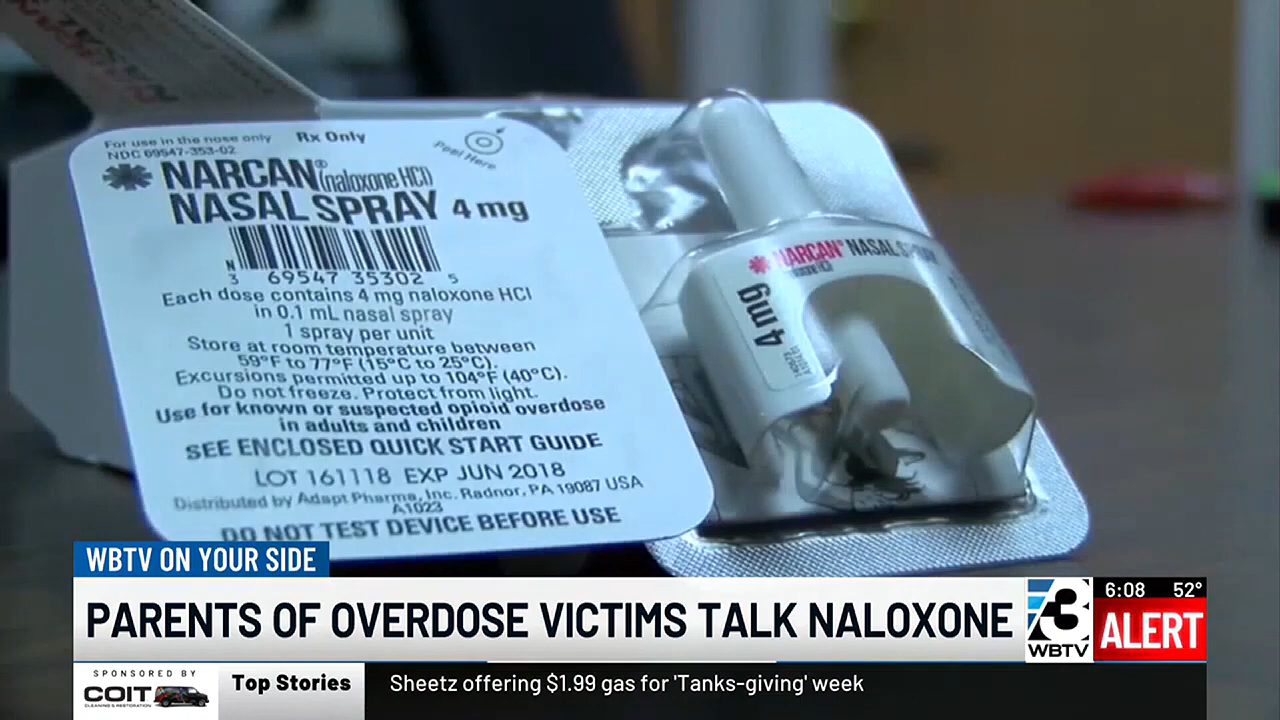 For use in the nose only Rx Only
NDC 69547-353-02
Peel Here
NARCAN® (naloxone HCl)
NASAL SPRAY 4 mg
N
3 69547 35302 5
Each dose contains 4 mg naloxone HCl
in 0.1 mL nasal spray
1 spray per unit
Store at room temperature between
59°F to 77°F (15°C to 25°C).
Excursions permitted up to 104°F (40°C).
Do not freeze. Protect from light.
Use for known or suspected opioid overdose
in adults and children
SEE ENCLOSED QUICK START GUIDE
LOT 161118 EXP JUN 2018
Distributed by Adapt Pharma, Inc. Radnor, PA 19087 USA
A1023
DO NOT TEST DEVICE BEFORE USE
NARCAN® NASAL SPRAY
4 mg
WBTV ON YOUR SIDE
PARENTS OF OVERDOSE VICTIMS TALK NALOXONE
3
WBTV
6:08 52°
ALERT
SPONSORED BY
COIT
CLEANING & RESTORATION
Top Stories
Sheetz offering $1.99 gas for 'Tanks-giving' week